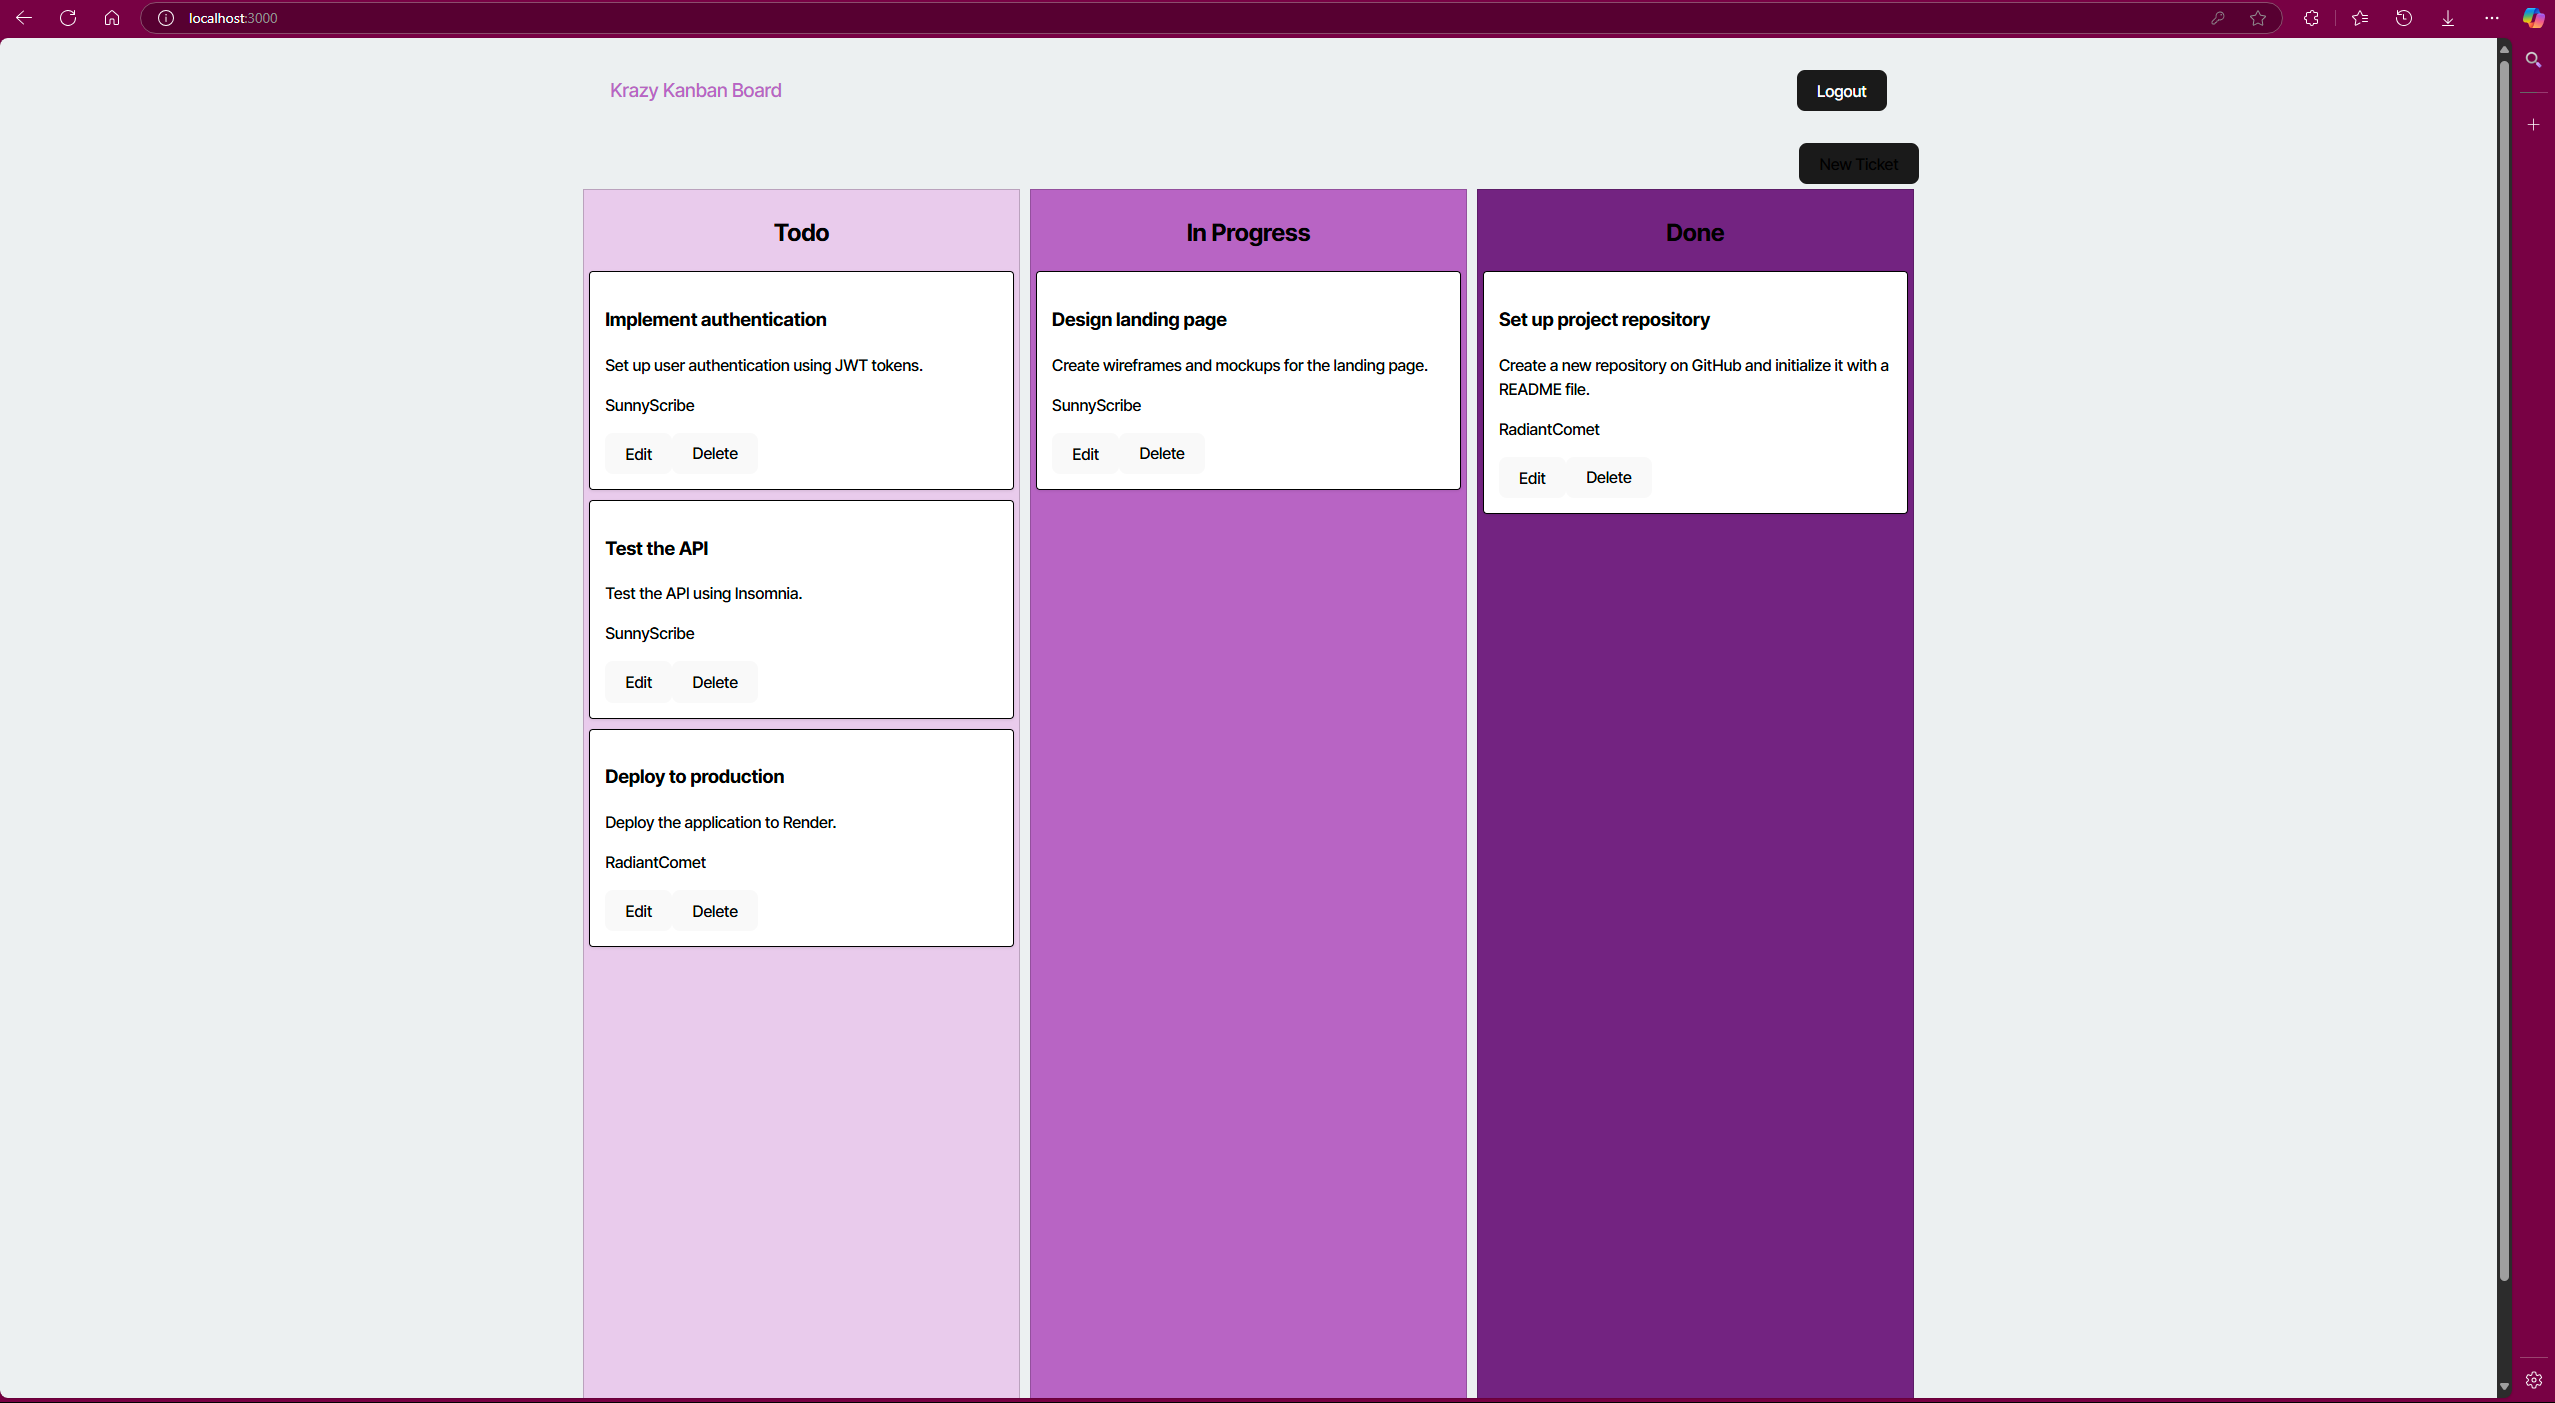 localhost:3000
Krazy Kanban Board
Logout
New Ticket
Todo
Implement authentication
Set up user authentication using JWT tokens.
SunnyScribe
Edit
Delete
Test the API
Test the API using Insomnia.
SunnyScribe
Edit
Delete
Deploy to production
Deploy the application to Render.
RadiantComet
Edit
Delete
In Progress
Design landing page
Create wireframes and mockups for the landing page.
SunnyScribe
Edit
Delete
Done
Set up project repository
Create a new repository on GitHub and initialize it with a
README file.
RadiantComet
Edit
Delete